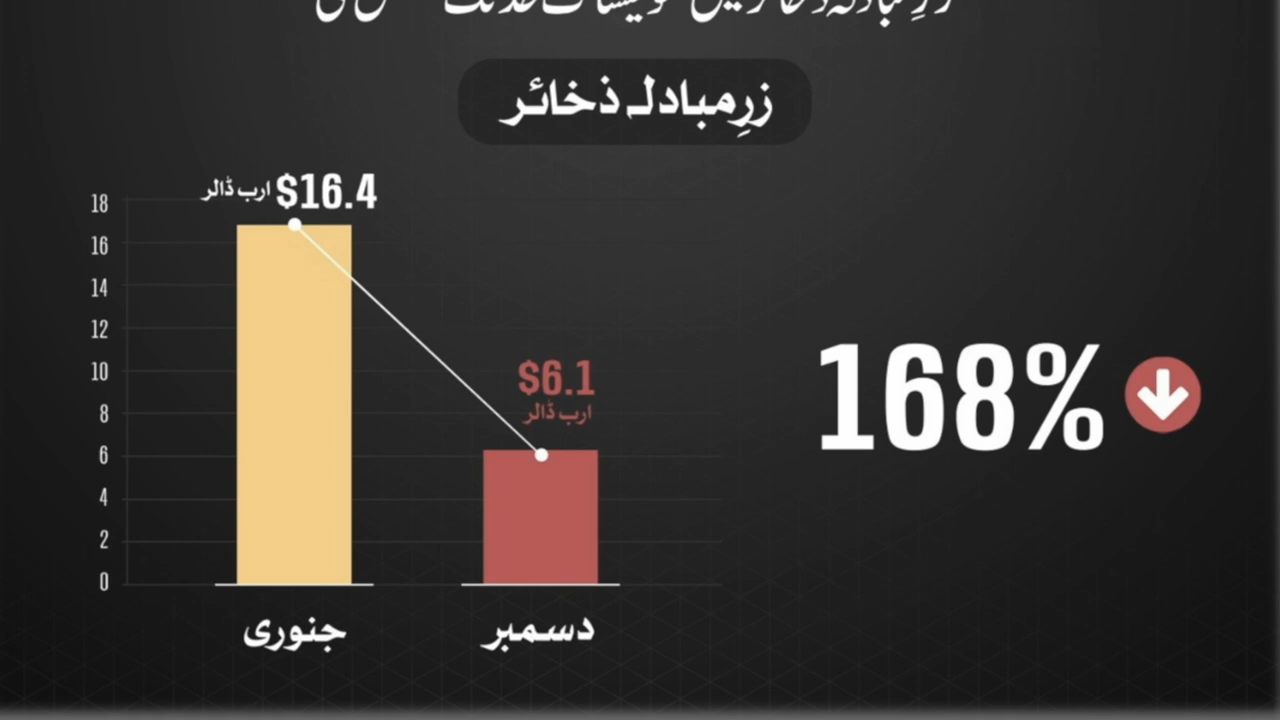 زرِمبادلہ ذخائر
$16.4 ارب ڈالر
18
16
14
12
10
8
6
4
2
0
$6.1
ارب ڈالر
168%
جنوری
دسمبر